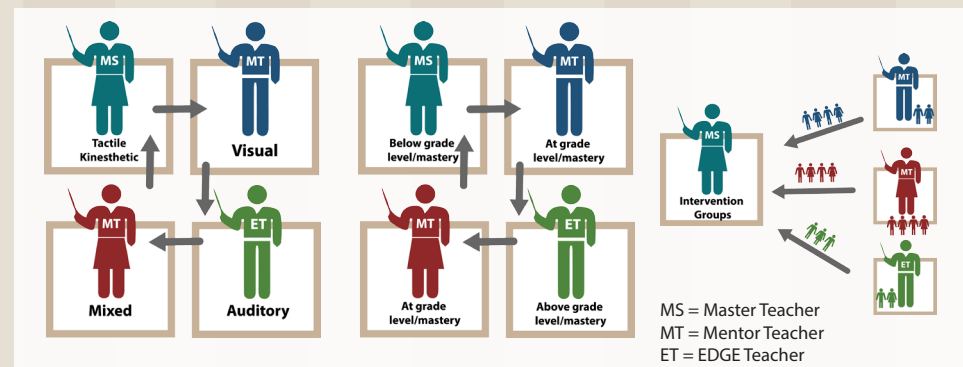 MS
Tactile
Kinesthetic
MT
Visual
MT
Mixed
ET
Auditory
MS
Below grade
level/mastery
MT
At grade
level/mastery
MT
At grade
level/mastery
ET
Above grade
level/mastery
MS
Intervention
Groups
MT
MT
ET
MS = Master Teacher
MT = Mentor Teacher
ET = EDGE Teacher